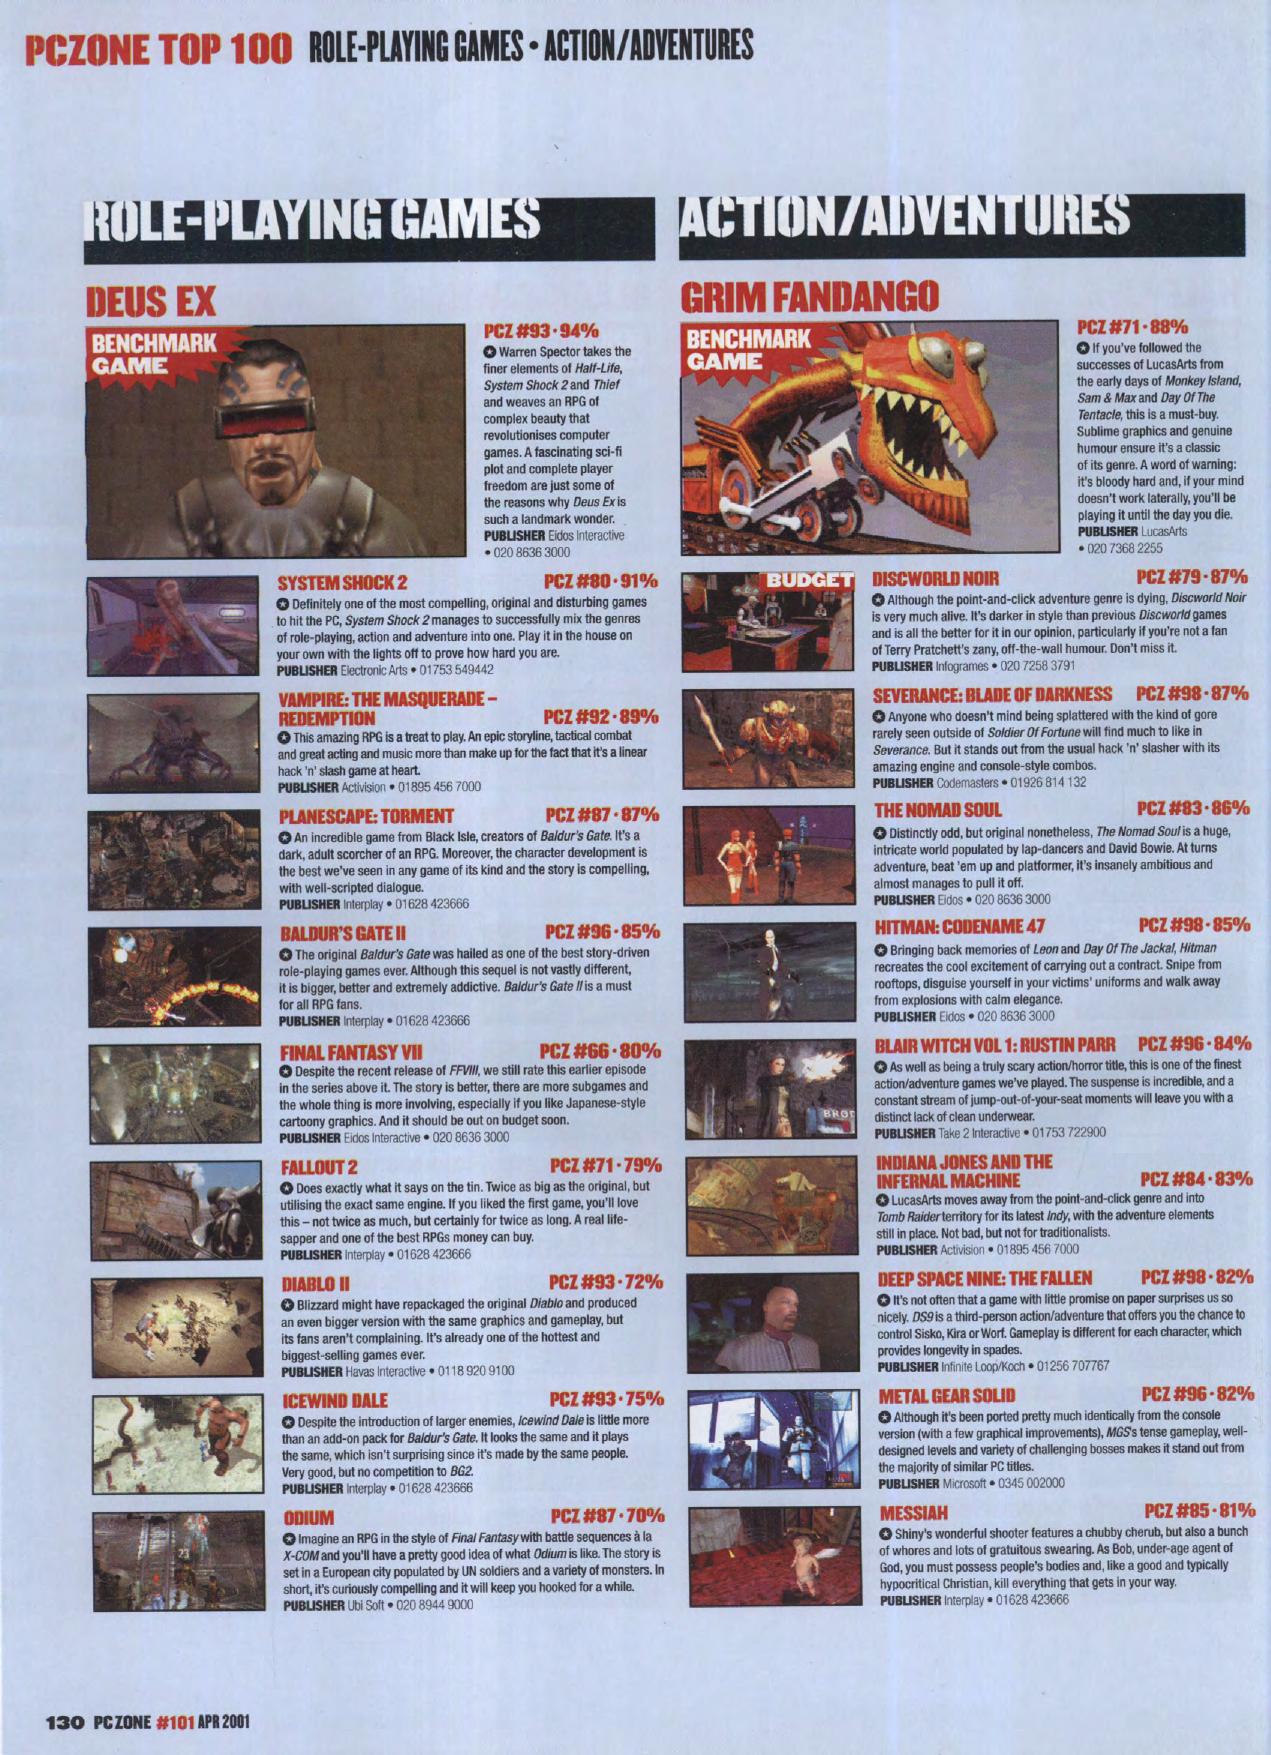 PCZONE TOP 100 ROLE-PLAYING GAMES • ACTION/ADVENTURES
ROLE-PLAYING GAMES
DEUS EX
BENCHMARK
GAME
PCZ #93 • 94%
Warren Spector takes the
finer elements of Half-Life,
System Shock 2 and Thief
and weaves an RPG of
complex beauty that
revolutionises computer
games. A fascinating sci-fi
plot and complete player
freedom are just some of
the reasons why Deus Ex is
such a landmark wonder.
PUBLISHER Eidos Interactive
• 020 8636 3000
SYSTEM SHOCK 2 PCZ #80 • 91%
Definitely one of the most compelling, original and disturbing games
to hit the PC, System Shock 2 manages to successfully mix the genres
of role-playing, action and adventure into one. Play it in the house on
your own with the lights off to prove how hard you are.
PUBLISHER Electronic Arts • 01753 549442
VAMPIRE: THE MASQUERADE –
REDEMPTION PCZ #92 • 89%
This amazing RPG is a treat to play. An epic storyline, tactical combat
and great acting and music more than make up for the fact that it's a linear
hack 'n' slash game at heart.
PUBLISHER Activision • 01895 456 7000
PLANESCAPE: TORMENT PCZ #87 • 87%
An incredible game from Black Isle, creators of Baldur's Gate. It's a
dark, adult scorcher of an RPG. Moreover, the character development is
the best we've seen in any game of its kind and the story is compelling,
with well-scripted dialogue.
PUBLISHER Interplay • 01628 423666
BALDUR'S GATE II PCZ #96 • 85%
The original Baldur's Gate was hailed as one of the best story-driven
role-playing games ever. Although this sequel is not vastly different,
it is bigger, better and extremely addictive. Baldur's Gate II is a must
for all RPG fans.
PUBLISHER Interplay • 01628 423666
FINAL FANTASY VII PCZ #66 • 80%
Despite the recent release of FFVIII, we still rate this earlier episode
in the series above it. The story is better, there are more subgames and
the whole thing is more involving, especially if you like Japanese-style
cartoony graphics. And it should be out on budget soon.
PUBLISHER Eidos Interactive • 020 8636 3000
FALLOUT 2 PCZ #71 • 79%
Does exactly what it says on the tin. Twice as big as the original, but
utilising the exact same engine. If you liked the first game, you'll love
this – not twice as much, but certainly for twice as long. A real life-
sapper and one of the best RPGs money can buy.
PUBLISHER Interplay • 01628 423666
DIABLO II PCZ #93 • 72%
Blizzard might have repackaged the original Diablo and produced
an even bigger version with the same graphics and gameplay, but
its fans aren't complaining. It's already one of the hottest and
biggest-selling games ever.
PUBLISHER Havas Interactive • 0118 920 9100
ICEWIND DALE PCZ #93 • 75%
Despite the introduction of larger enemies, Icewind Dale is little more
than an add-on pack for Baldur's Gate. It looks the same and it plays
the same, which isn't surprising since it's made by the same people.
Very good, but no competition to BG2.
PUBLISHER Interplay • 01628 423666
ODIUM PCZ #87 • 70%
Imagine an RPG in the style of Final Fantasy with battle sequences à la
X-COM and you'll have a pretty good idea of what Odium is like. The story is
set in a European city populated by UN soldiers and a variety of monsters. In
short, it's curiously compelling and it will keep you hooked for a while.
PUBLISHER Ubi Soft • 020 8944 9000
ACTION/ADVENTURES
GRIM FANDANGO
BENCHMARK
GAME
PCZ #71 • 88%
If you've followed the
successes of LucasArts from
the early days of Monkey Island,
Sam & Max and Day Of The
Tentacle, this is a must-buy.
Sublime graphics and genuine
humour ensure it's a classic
of its genre. A word of warning:
it's bloody hard and, if your mind
doesn't work laterally, you'll be
playing it until the day you die.
PUBLISHER LucasArts
• 020 7368 2255
BUDGET
DISCWORLD NOIR PCZ #79 • 87%
Although the point-and-click adventure genre is dying, Discworld Noir
is very much alive. It's darker in style than previous Discworld games
and is all the better for it in our opinion, particularly if you're not a fan
of Terry Pratchett's zany, off-the-wall humour. Don't miss it.
PUBLISHER Infogrames • 020 7258 3791
SEVERANCE: BLADE OF DARKNESS PCZ #98 • 87%
Anyone who doesn't mind being splattered with the kind of gore
rarely seen outside of Soldier Of Fortune will find much to like in
Severance. But it stands out from the usual hack 'n' slasher with its
amazing engine and console-style combos.
PUBLISHER Codemasters • 01926 814 132
THE NOMAD SOUL PCZ #83 • 86%
Distinctly odd, but original nonetheless, The Nomad Soul is a huge,
intricate world populated by lap-dancers and David Bowie. At turns
adventure, beat 'em up and platformer, it's insanely ambitious and
almost manages to pull it off.
PUBLISHER Eidos • 020 8636 3000
HITMAN: CODENAME 47 PCZ #98 • 85%
Bringing back memories of Leon and Day Of The Jackal, Hitman
recreates the cool excitement of carrying out a contract. Snipe from
rooftops, disguise yourself in your victims' uniforms and walk away
from explosions with calm elegance.
PUBLISHER Eidos • 020 8636 3000
BLAIR WITCH VOL 1: RUSTIN PARR PCZ #96 • 84%
As well as being a truly scary action/horror title, this is one of the finest
action/adventure games we've played. The suspense is incredible, and a
constant stream of jump-out-of-your-seat moments will leave you with a
distinct lack of clean underwear.
PUBLISHER Take 2 Interactive • 01753 722900
INDIANA JONES AND THE
INFERNAL MACHINE PCZ #84 • 83%
LucasArts moves away from the point-and-click genre and into
Tomb Raider territory for its latest Indy, with the adventure elements
still in place. Not bad, but not for traditionalists.
PUBLISHER Activision • 01895 456 7000
DEEP SPACE NINE: THE FALLEN PCZ #98 • 82%
It's not often that a game with little promise on paper surprises us so
nicely. DS9 is a third-person action/adventure that offers you the chance to
control Sisko, Kira or Worf. Gameplay is different for each character, which
provides longevity in spades.
PUBLISHER Infinite Loop/Koch • 01256 707767
METAL GEAR SOLID PCZ #96 • 82%
Although it's been ported pretty much identically from the console
version (with a few graphical improvements), MGS's tense gameplay, well-
designed levels and variety of challenging bosses makes it stand out from
the majority of similar PC titles.
PUBLISHER Microsoft • 0345 002000
MESSIAH PCZ #85 • 81%
Shiny's wonderful shooter features a chubby cherub, but also a bunch
of whores and lots of gratuitous swearing. As Bob, under-age agent of
God, you must possess people's bodies and, like a good and typically
hypocritical Christian, kill everything that gets in your way.
PUBLISHER Interplay • 01628 423666
130 PCZONE #101 APR 2001